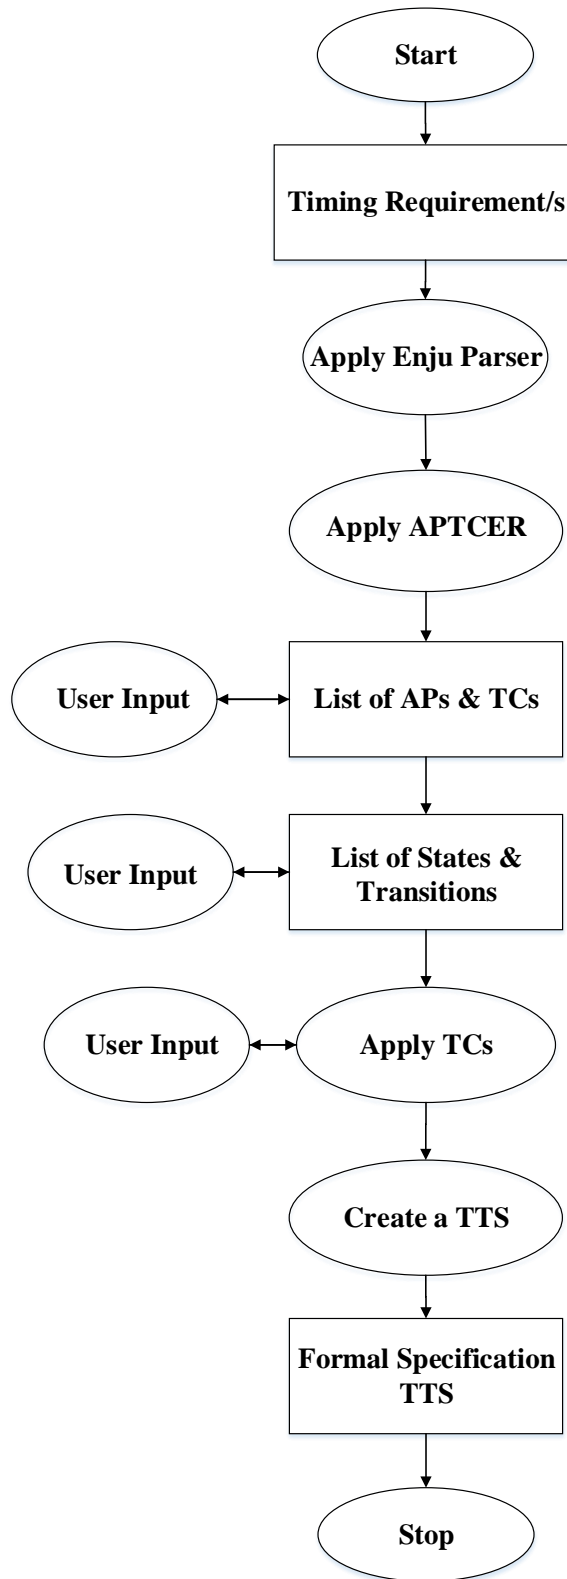 Start
Timing Requirement/s
Apply Enju Parser
Apply APTCER
User Input
List of APs & TCs
User Input
List of States &
Transitions
User Input
Apply TCs
Create a TTS
Formal Specification
TTS
Stop